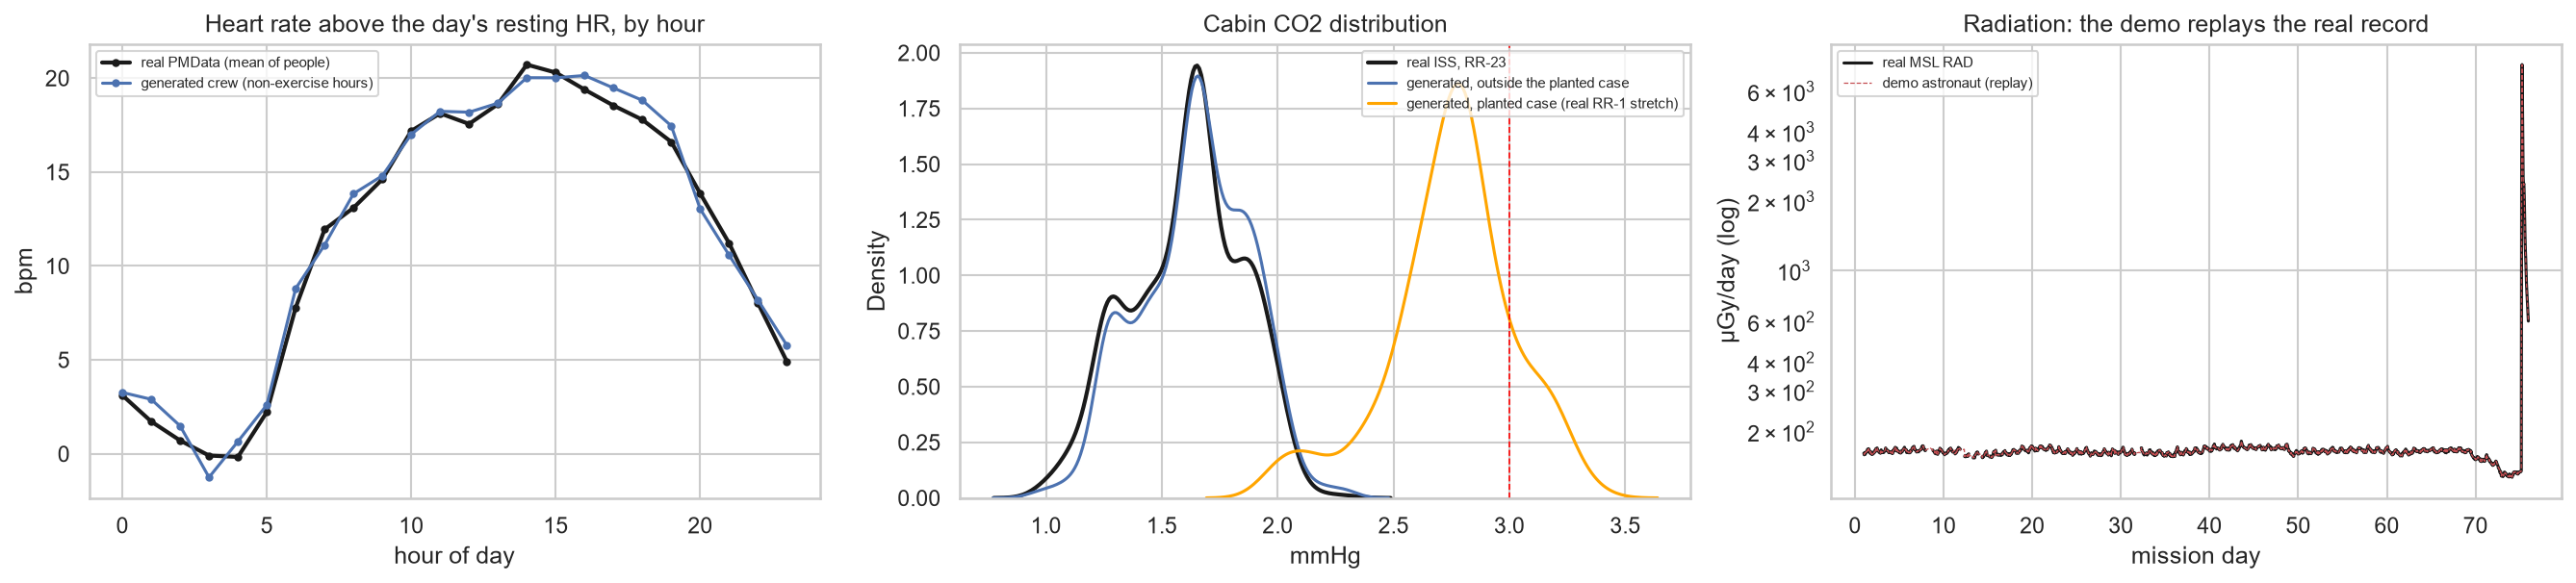 Heart rate above the day's resting HR, by hour
real PMData (mean of people)
generated crew (non-exercise hours)
20
15
10
5
0
bpm
0 5 10 15 20
hour of day
Cabin CO2 distribution
real ISS, RR-23
generated, outside the planted case
generated, planted case (real RR-1 stretch)
2.00
1.75
1.50
1.25
1.00
0.75
0.50
0.25
0.00
Density
1.0 1.5 2.0 2.5 3.0 3.5
mmHg
Radiation: the demo replays the real record
real MSL RAD
demo astronaut (replay)
6 × 10³
4 × 10³
3 × 10³
2 × 10³
10³
6 × 10²
4 × 10²
3 × 10²
2 × 10²
µGy/day (log)
0 10 20 30 40 50 60 70
mission day